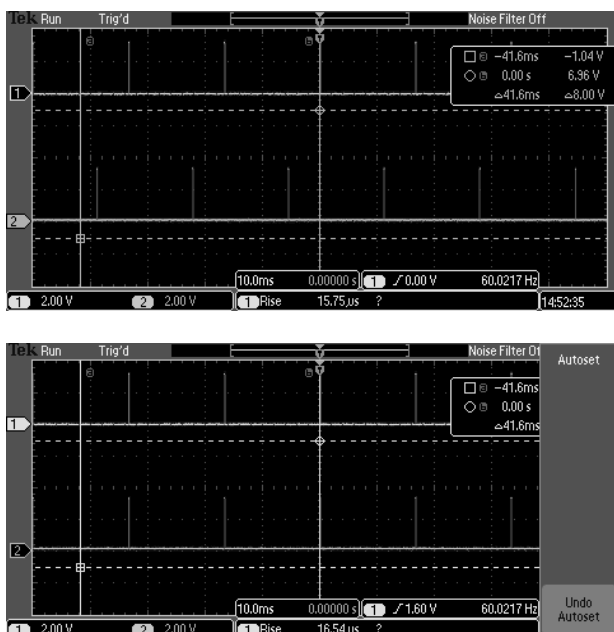 Tek Run Trig'd Noise Filter Off
-41.6ms -1.04 V
0.00 s 6.96 V
△41.6ms △8.00 V
1
2
10.0ms 0.00000 s 1 0.00 V 60.0217 Hz
1 2.00 V 2 2.00 V 1 Rise 15.75µs ? 14:52:35
Tek Run Trig'd Noise Filter Of
Autoset
-41.6ms
0.00 s
△41.6ms
1
2
10.0ms 0.00000 s 1 1.60 V 60.0217 Hz
Undo
Autoset
1 2.00 V 2 2.00 V 1 Rise 16.54µs ?